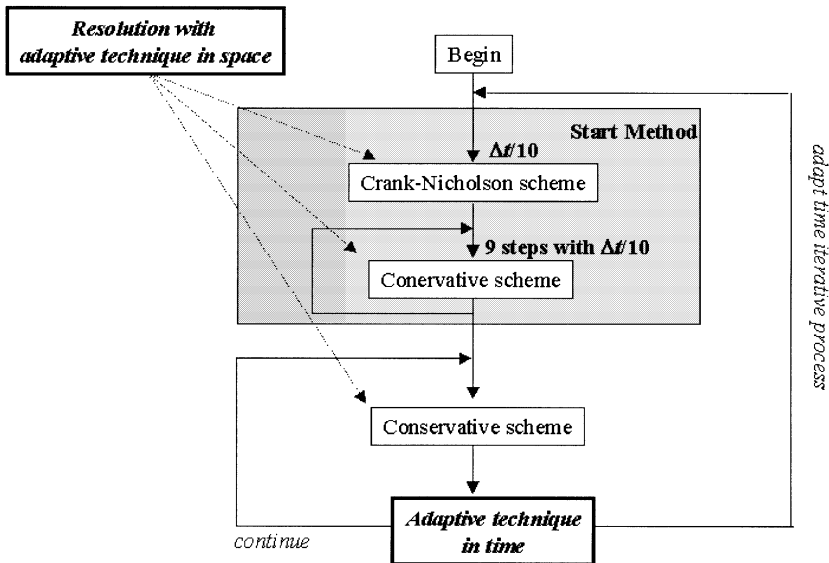 Resolution with
adaptive technique in space
Begin
Start Method
Δt/10
Crank-Nicholson scheme
9 steps with Δt/10
Conervative scheme
adapt time iterative process
Conservative scheme
Adaptive technique
in time
continue